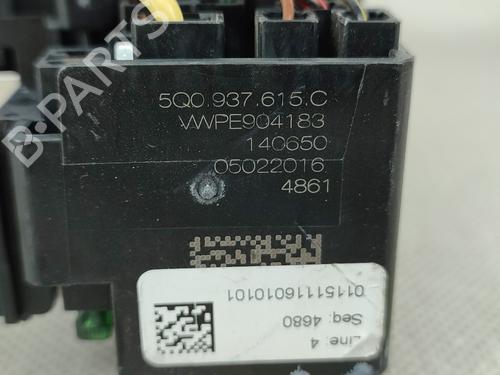 5Q0.937.615.C
VWPE904183
140650
05022016
4861
Line: 4
Seq: 4680
01151116010101
B-PARTS